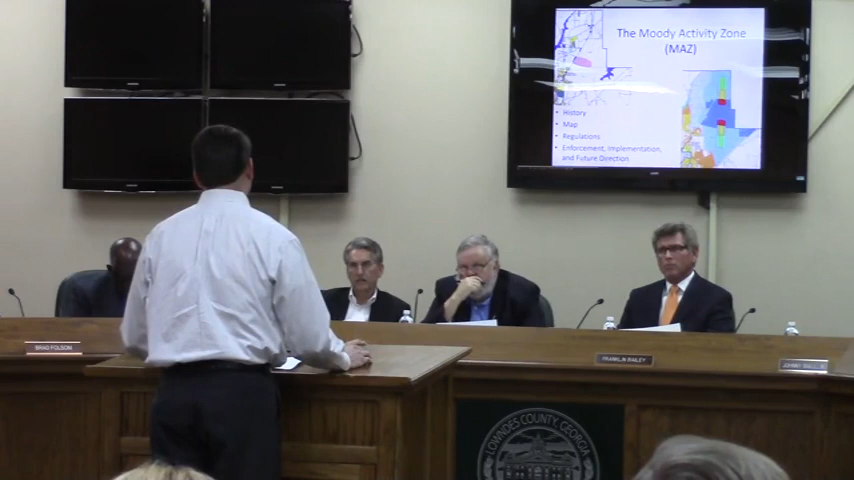 The Moody Activity Zone
(MAZ)
• History
• Map
• Regulations
• Enforcement, Implementation,
and Future Direction
BRAD FOLSOM
FRANKLIN BAILEY
JOHNNY
LOWNDES COUNTY, GEORGIA